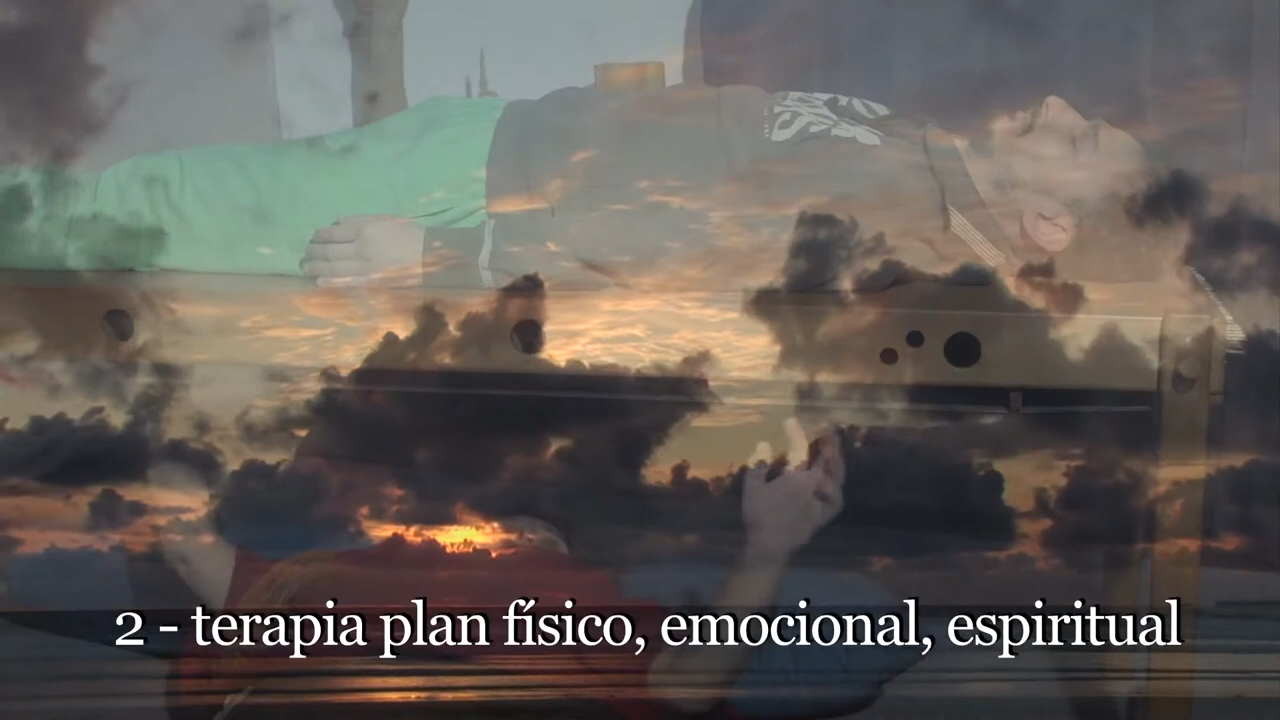 2 - terapia plan físico, emocional, espiritual